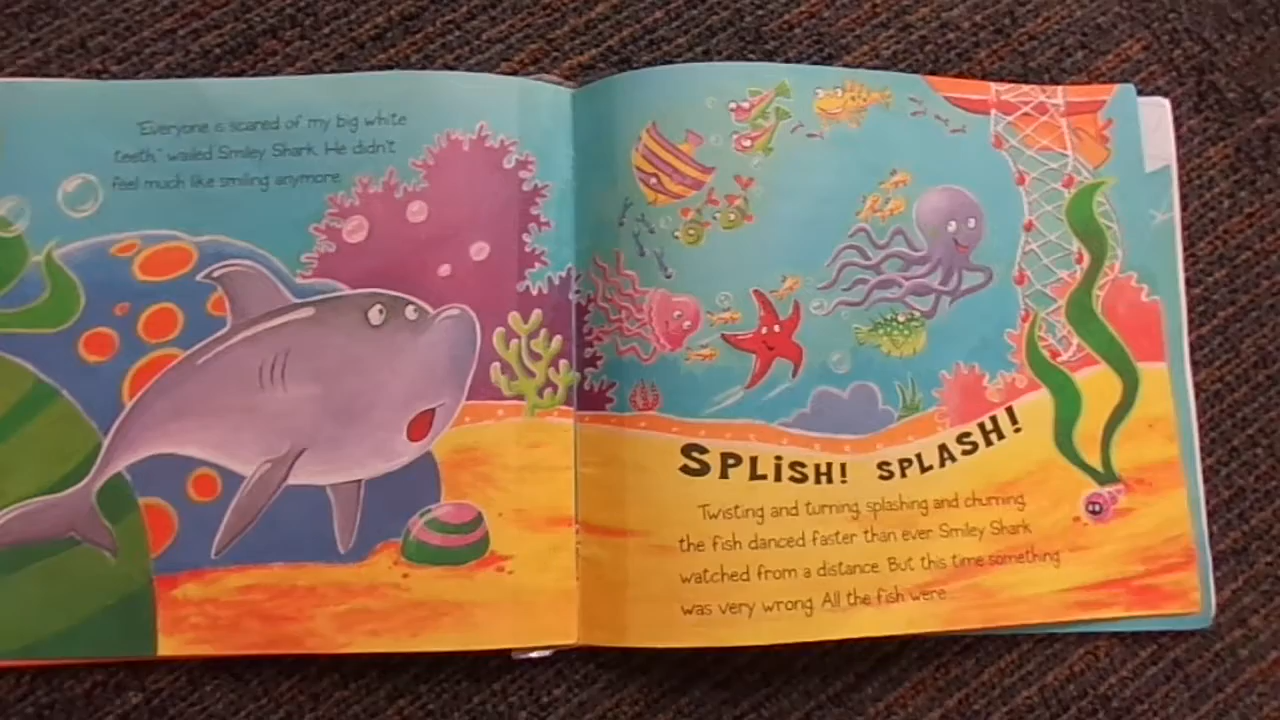 "Everyone is scared of my big white
teeth," wailed Smiley Shark. He didn't
feel much like smiling anymore.
SPLiSH! SPLASH!
Twisting and turning, splashing and churning,
the fish danced faster than ever. Smiley Shark
watched from a distance. But this time something
was very wrong. All the fish were...